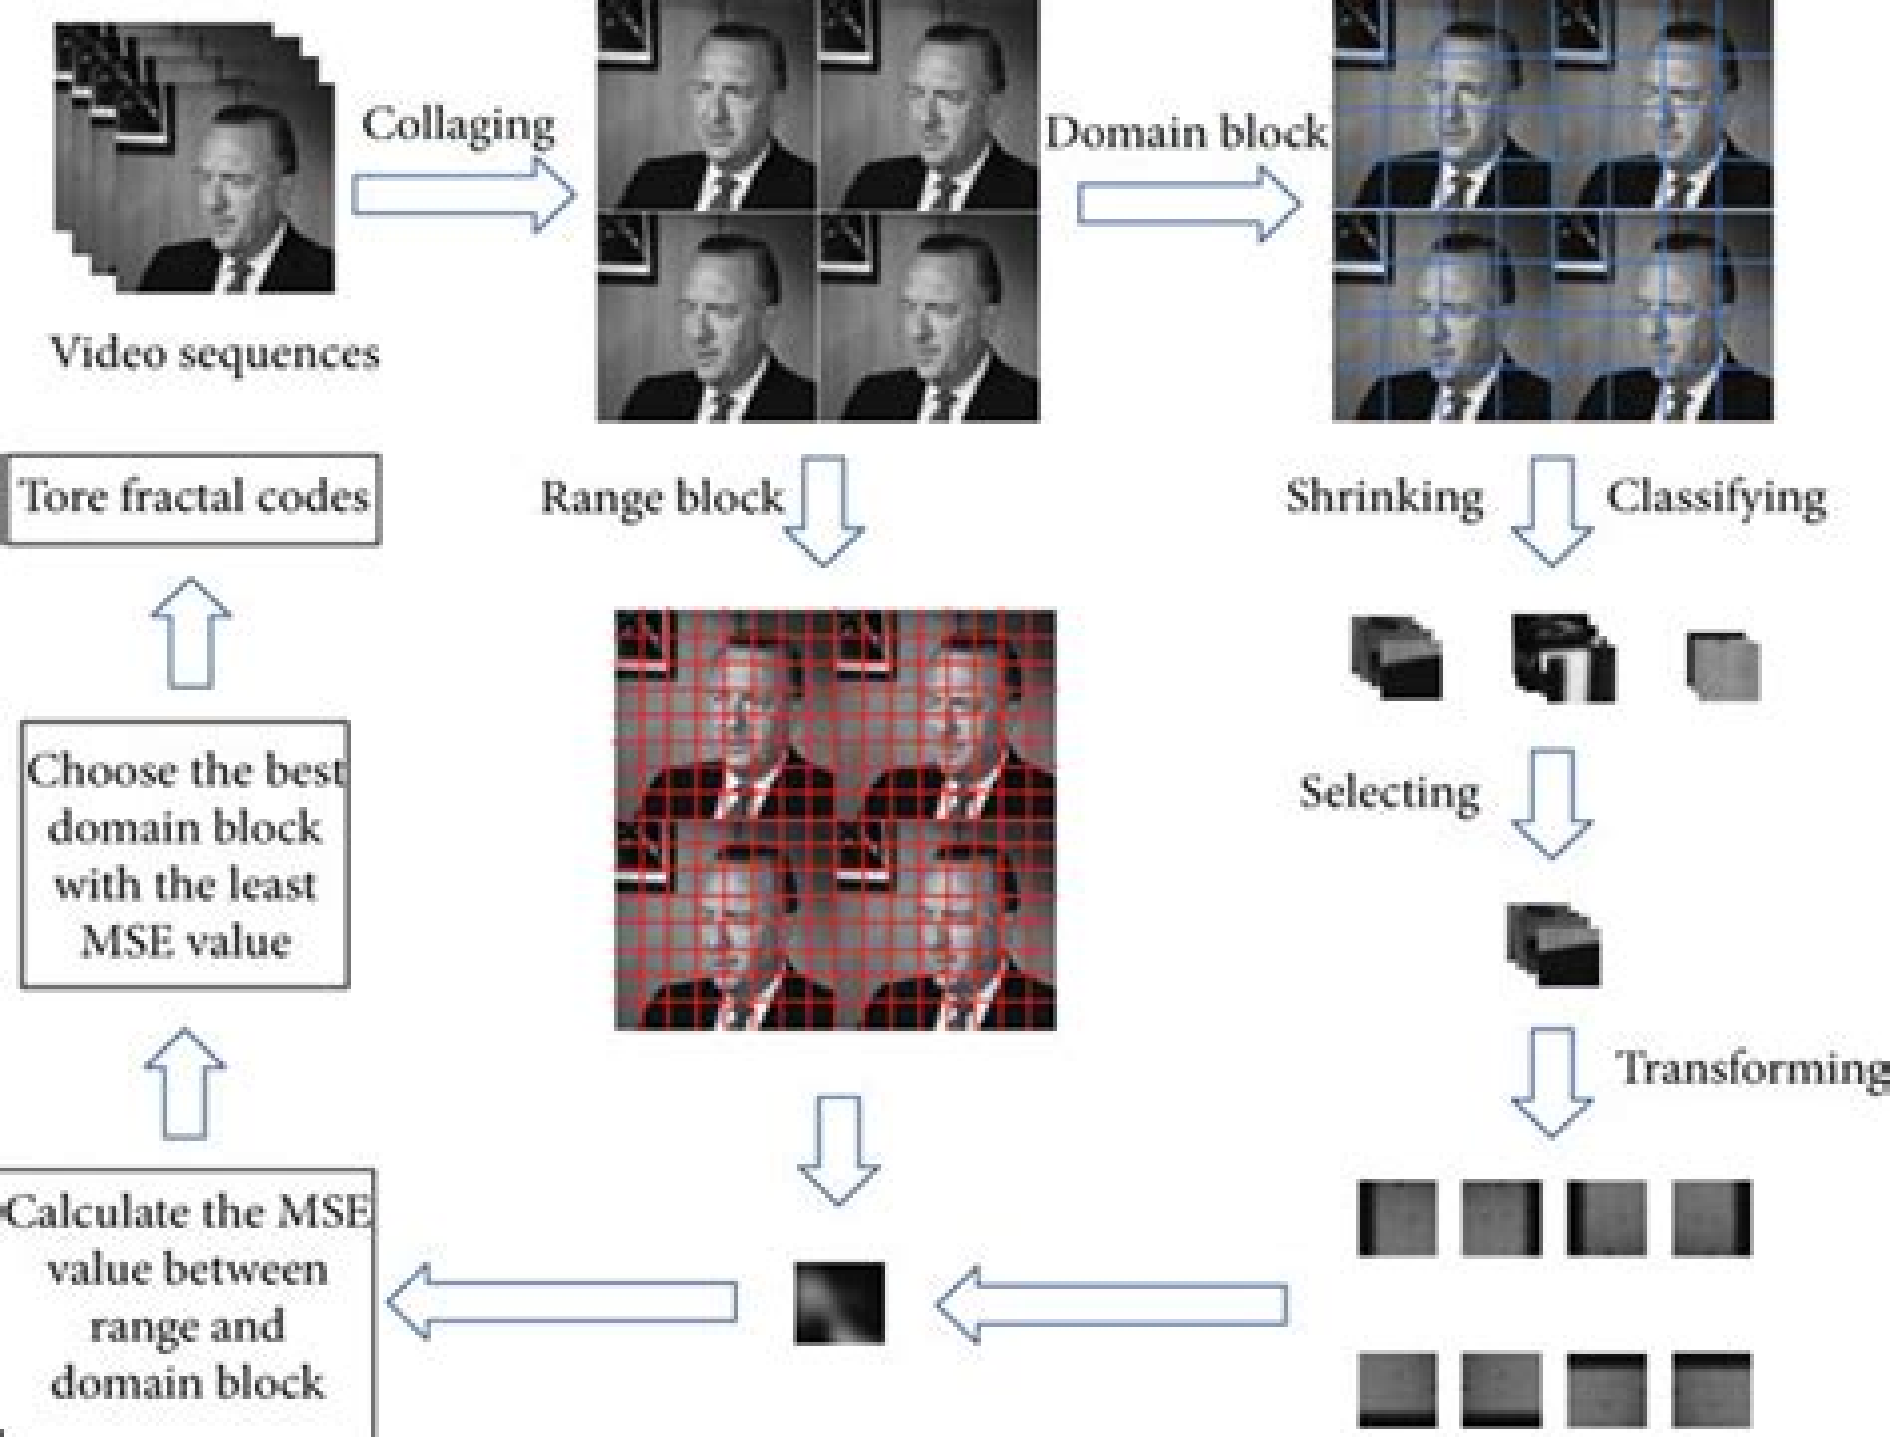 Collaging
Domain block
Video sequences
Tore fractal codes
Range block
Shrinking
Classifying
Choose the best
domain block
with the least
MSE value
Selecting
Transforming
Calculate the MSE
value between
range and
domain block